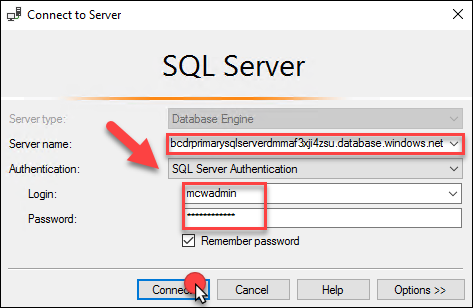 Connect to Server
SQL Server
Server type: Database Engine
Server name: bcdrprimarysqlserverdmmaf3xji4zsu.database.windows.net
Authentication: SQL Server Authentication
Login: mcwadmin
Password: ************
Remember password
Connect Cancel Help Options >>